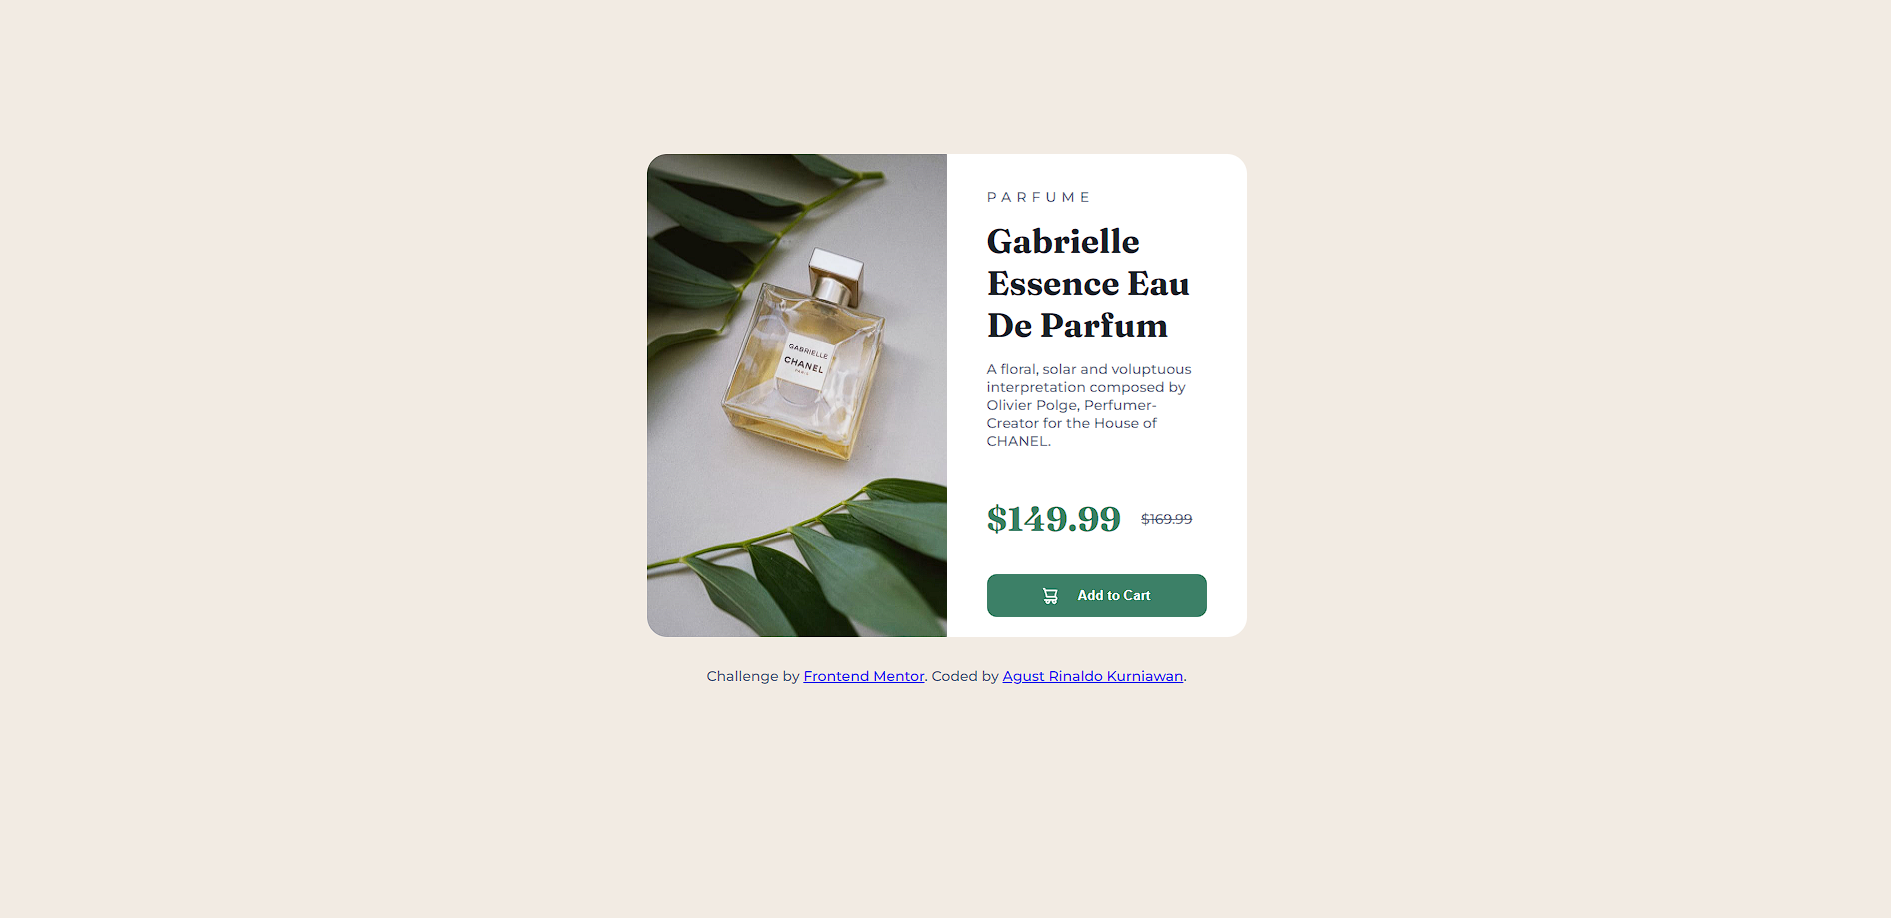 PARFUME
Gabrielle
Essence Eau
De Parfum
A floral, solar and voluptuous
interpretation composed by
Olivier Polge, Perfumer-
Creator for the House of
CHANEL.
$149.99 $169.99
Add to Cart
GABRIELLE
CHANEL
PARIS
Challenge by Frontend Mentor. Coded by Agust Rinaldo Kurniawan.